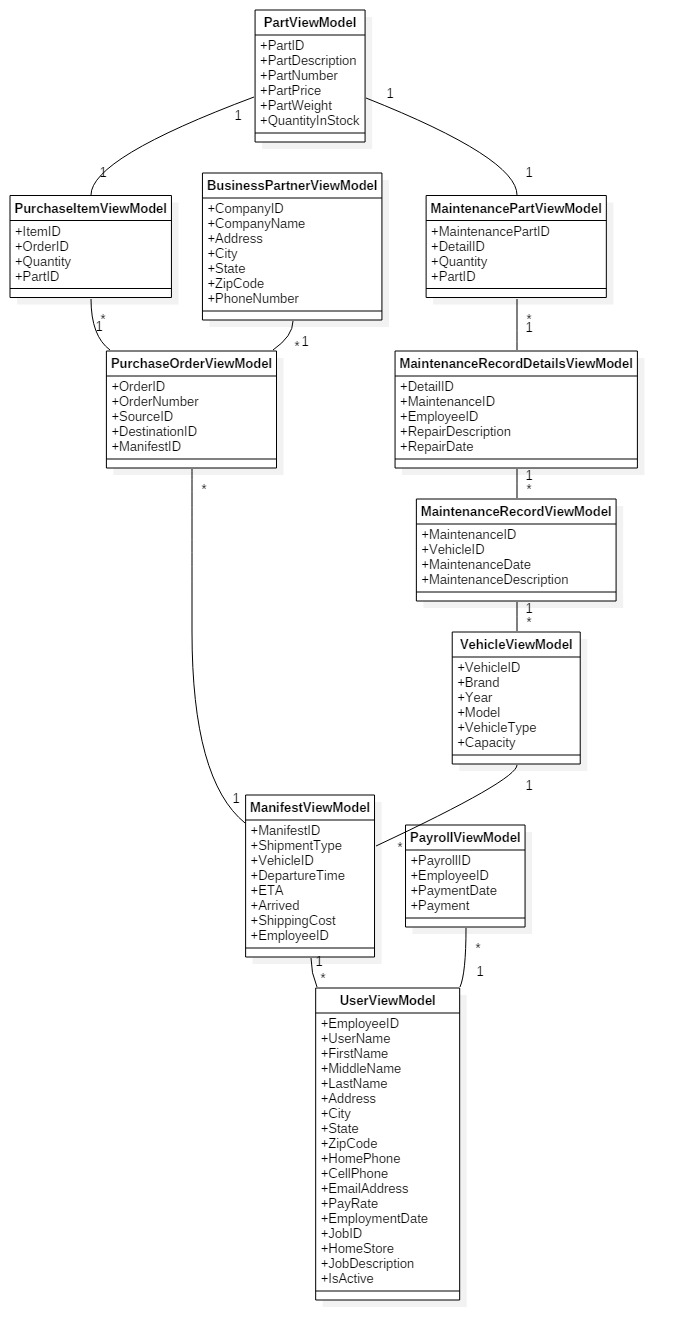 PartViewModel
+PartID
+PartDescription
+PartNumber
+PartPrice
+PartWeight
+QuantityInStock
1
1
1
1
PurchaseItemViewModel
+ItemID
+OrderID
+Quantity
+PartID
BusinessPartnerViewModel
+CompanyID
+CompanyName
+Address
+City
+State
+ZipCode
+PhoneNumber
MaintenancePartViewModel
+MaintenancePartID
+DetailID
+Quantity
+PartID
*
1
*
1
*
1
PurchaseOrderViewModel
+OrderID
+OrderNumber
+SourceID
+DestinationID
+ManifestID
MaintenanceRecordDetailsViewModel
+DetailID
+MaintenanceID
+EmployeeID
+RepairDescription
+RepairDate
*
1
*
MaintenanceRecordViewModel
+MaintenanceID
+VehicleID
+MaintenanceDate
+MaintenanceDescription
1
*
VehicleViewModel
+VehicleID
+Brand
+Year
+Model
+VehicleType
+Capacity
1
1
*
ManifestViewModel
+ManifestID
+ShipmentType
+VehicleID
+DepartureTime
+ETA
+Arrived
+ShippingCost
+EmployeeID
PayrollViewModel
+PayrollID
+EmployeeID
+PaymentDate
+Payment
1
*
*
1
UserViewModel
+EmployeeID
+UserName
+FirstName
+MiddleName
+LastName
+Address
+City
+State
+ZipCode
+HomePhone
+CellPhone
+EmailAddress
+PayRate
+EmploymentDate
+JobID
+HomeStore
+JobDescription
+IsActive